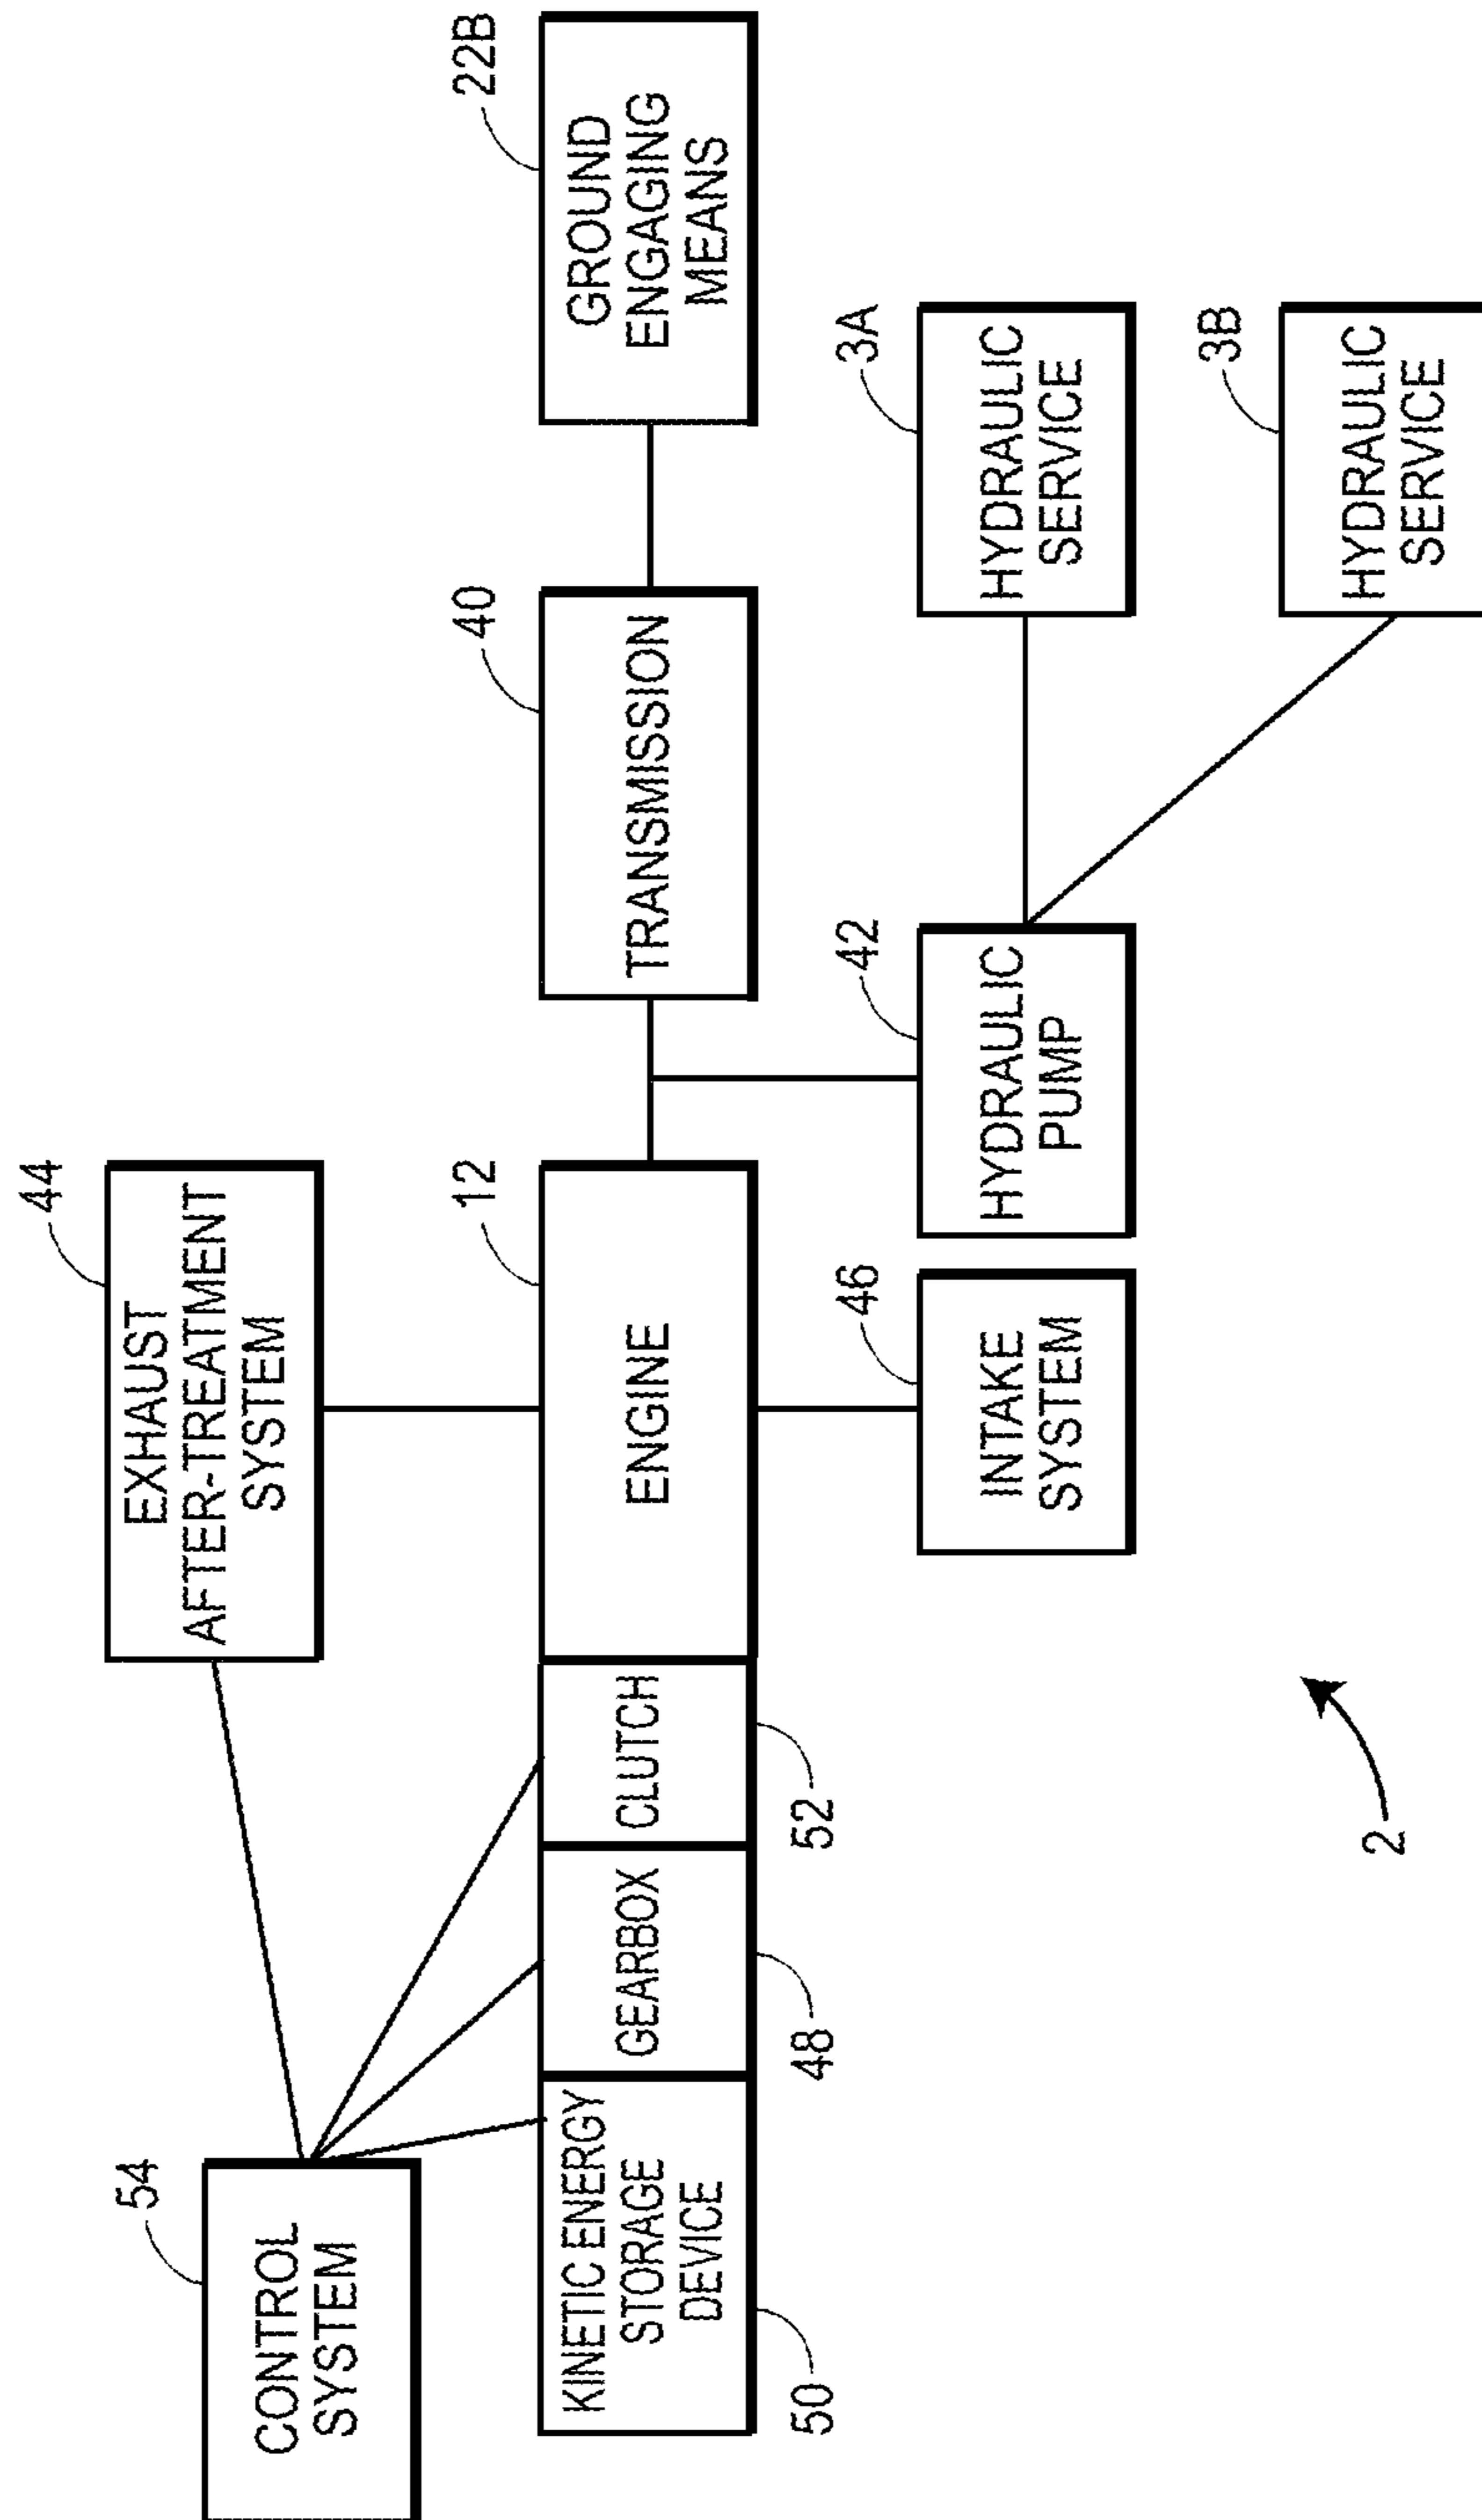 54
CONTROL
SYSTEM
44
EXHAUST
AFTER-TREATMENT
SYSTEM
KINETIC ENERGY
STORAGE
DEVICE
50
GEARBOX
48
CLUTCH
52
12
ENGINE
40
TRANSMISSION
22B
GROUND
ENGAGING
MEANS
46
INTAKE
SYSTEM
42
HYDRAULIC
PUMP
3A
HYDRAULIC
SERVICE
3B
HYDRAULIC
SERVICE
2